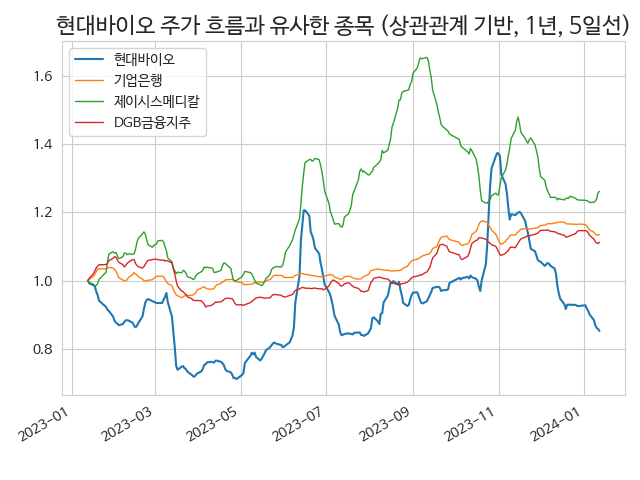 현대바이오 주가 흐름과 유사한 종목 (상관관계 기반, 1년, 5일선)
현대바이오
기업은행
제이시스메디칼
DGB금융지주
1.6
1.4
1.2
1.0
0.8
2023-01
2023-03
2023-05
2023-07
2023-09
2023-11
2024-01